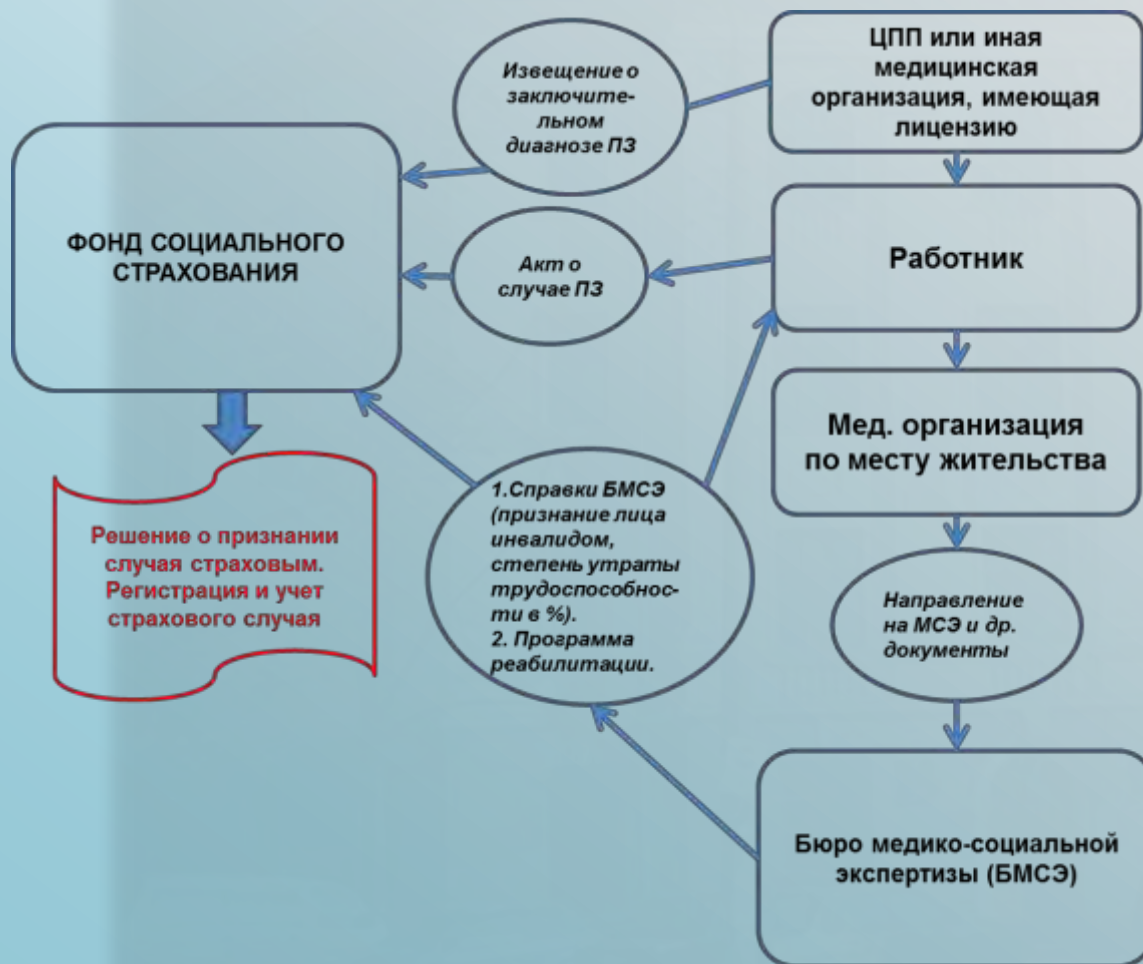 ЦПП или иная
медицинская
организация, имеющая
лицензию
Извещение о
заключите-
льном
диагнозе ПЗ
ФОНД СОЦИАЛЬНОГО
СТРАХОВАНИЯ
Акт о
случае ПЗ
Работник
Мед. организация
по месту жительства
1.Справки БМСЭ
(признание лица
инвалидом,
степень утраты
трудоспособнос-
ти в %).
2. Программа
реабилитации.
Решение о признании
случая страховым.
Регистрация и учет
страхового случая
Направление
на МСЭ и др.
документы
Бюро медико-социальной
экспертизы (БМСЭ)